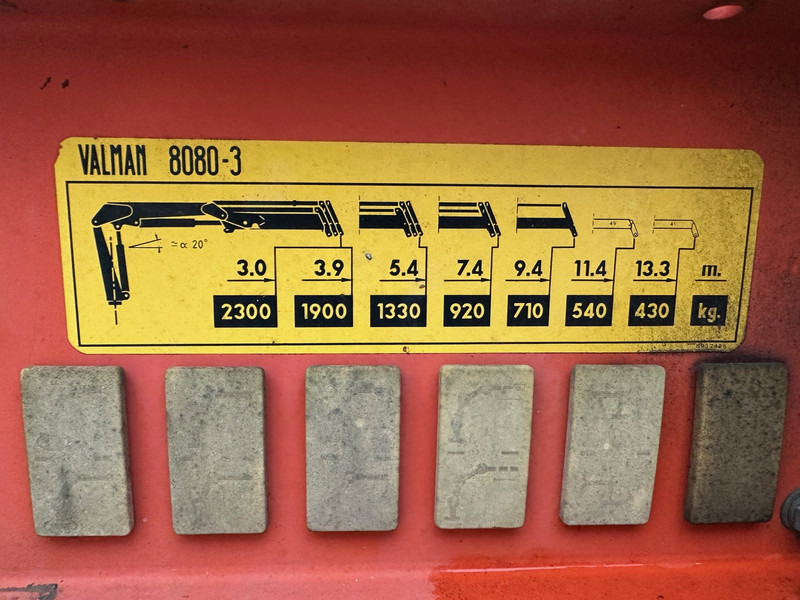 VALMAN 8080-3
≃ α 20°
3.0 3.9 5.4 7.4 9.4 11.4 13.3 m.
2300 1900 1330 920 710 540 430 kg.